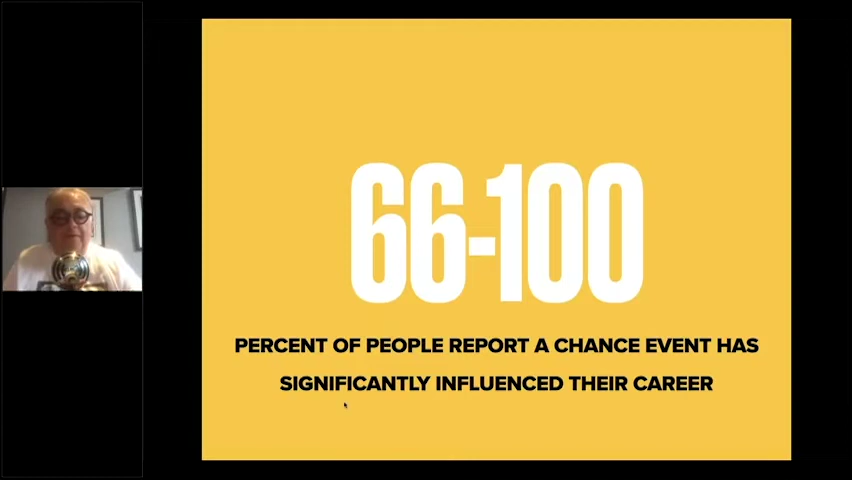 66-100
PERCENT OF PEOPLE REPORT A CHANCE EVENT HAS
SIGNIFICANTLY INFLUENCED THEIR CAREER